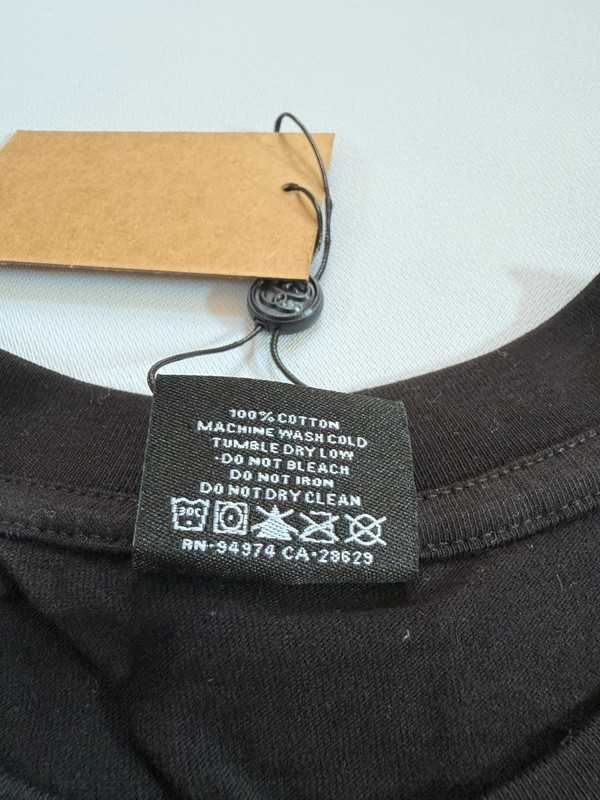 100% COTTON
MACHINE WASH COLD
TUMBLE DRY LOW
-DO NOT BLEACH
DO NOT IRON
DO NOT DRY CLEAN
30C
RN-94974 CA-28629